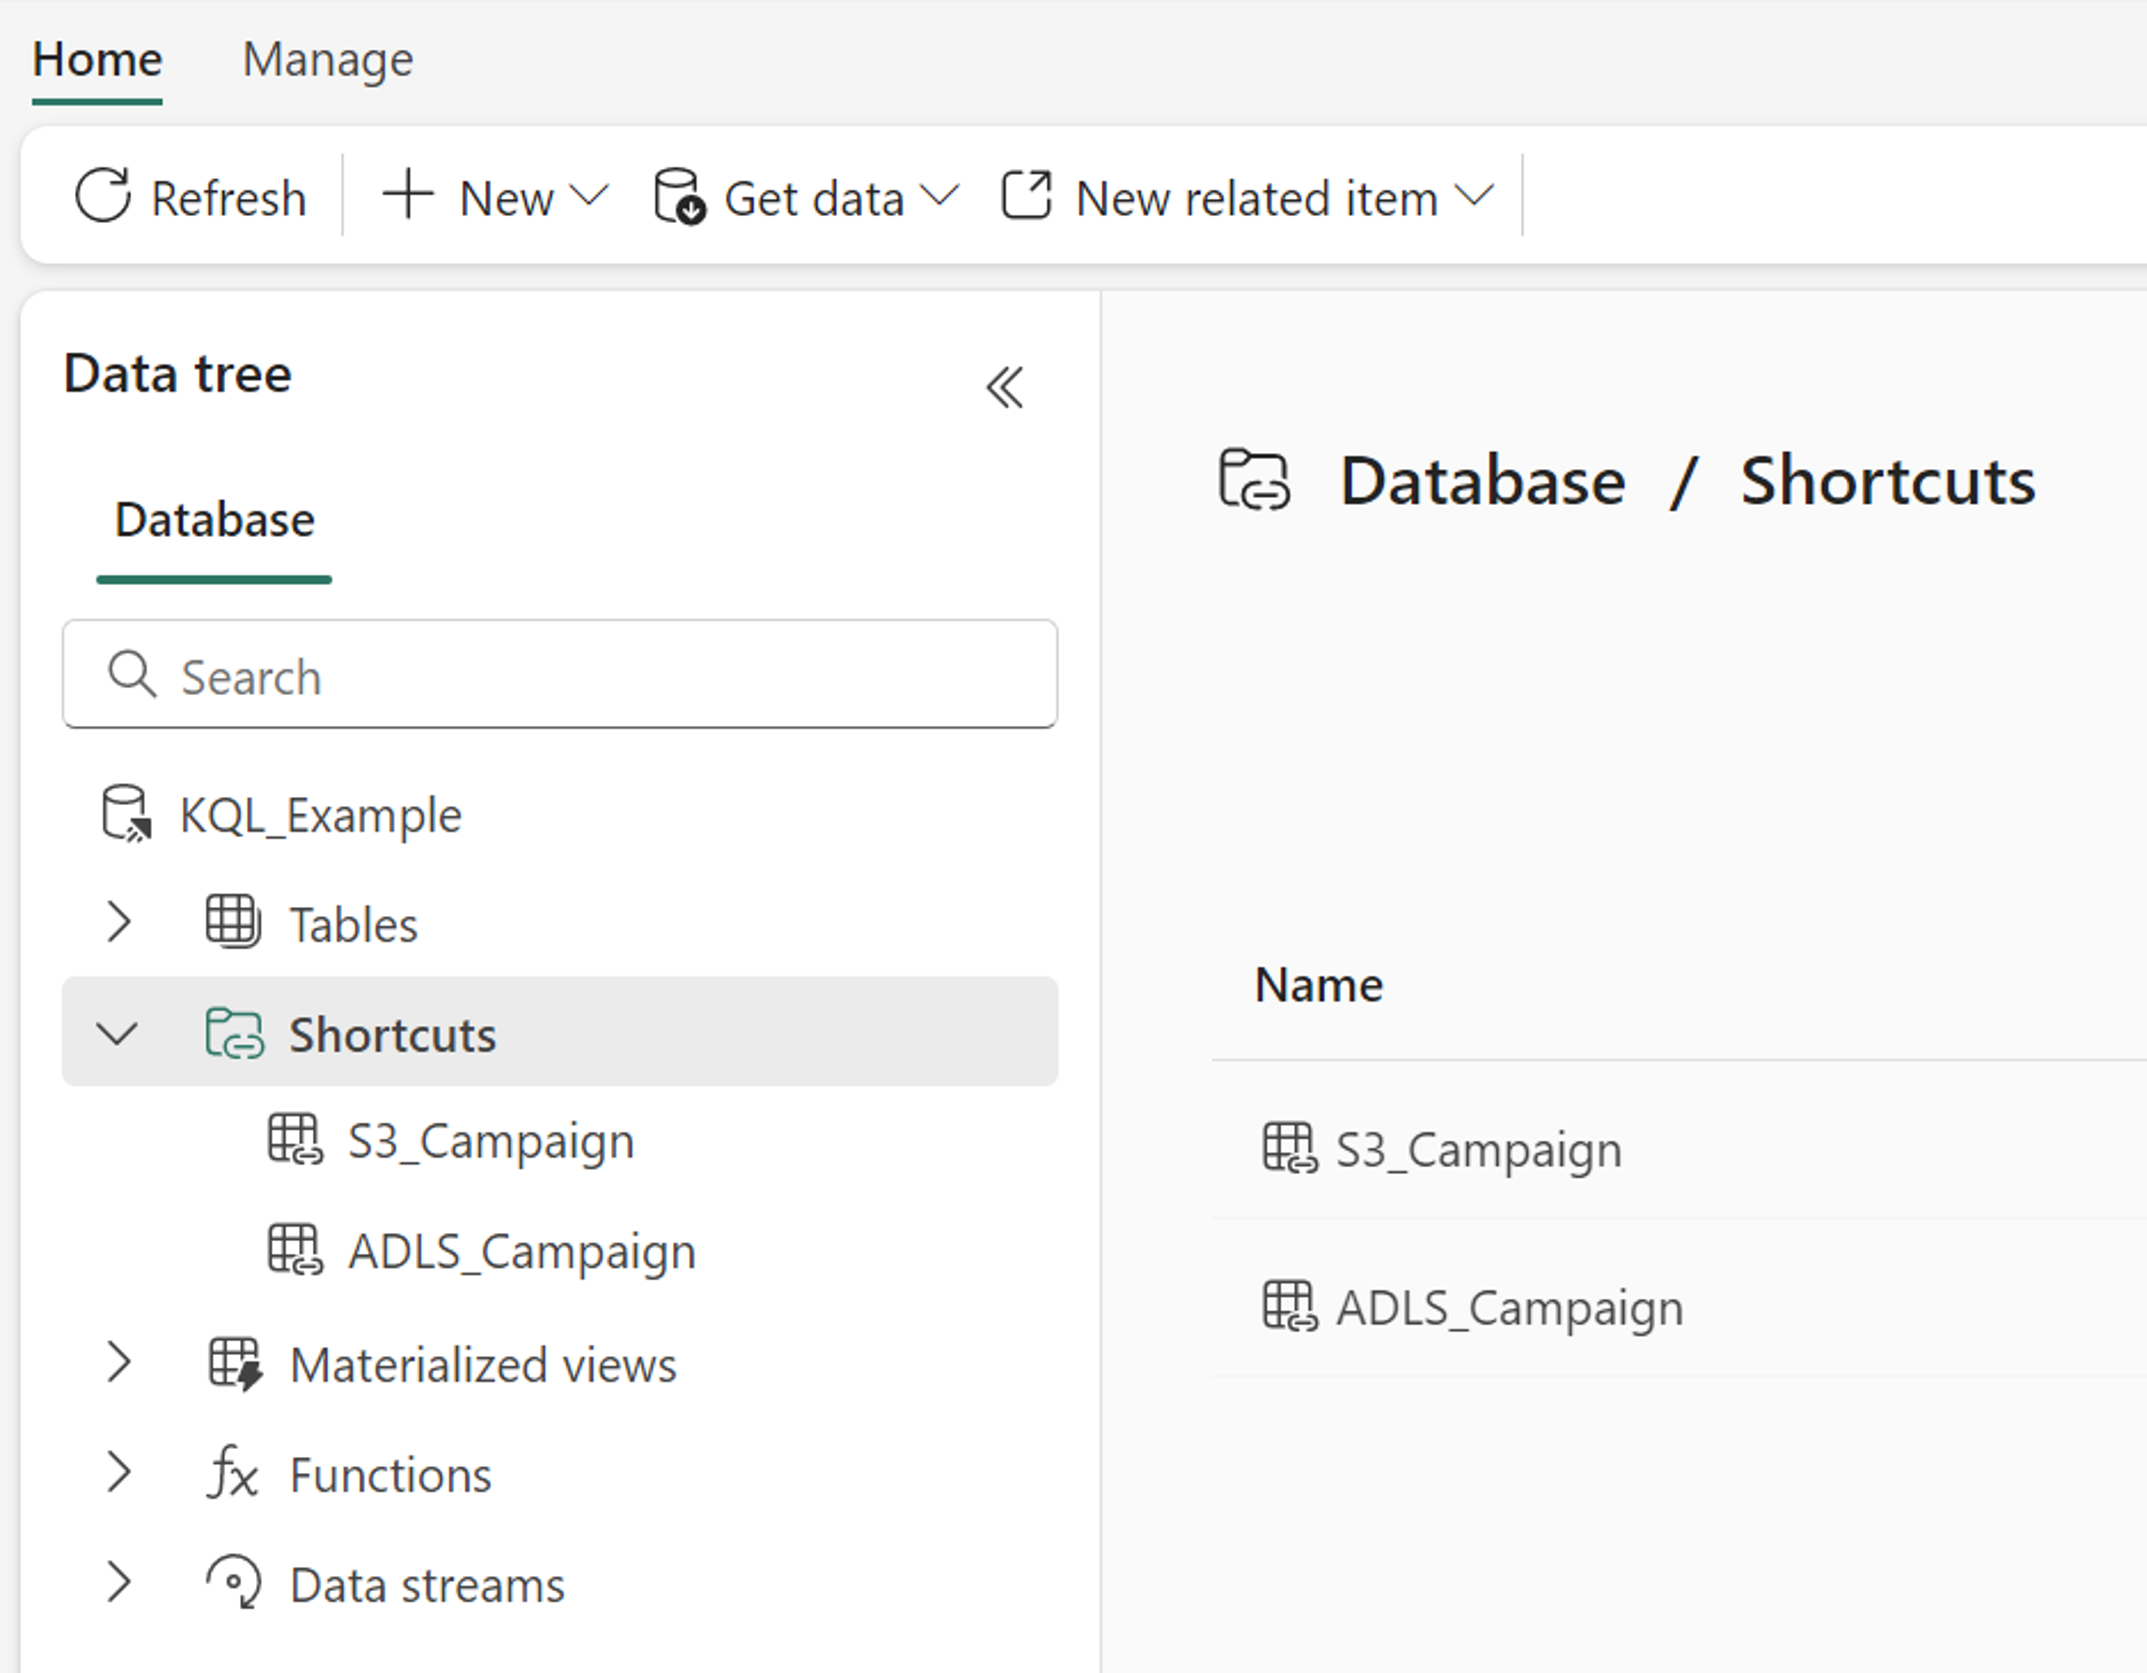 Home Manage
Refresh New Get data New related item
Data tree
Database
Search
KQL_Example
Tables
Shortcuts
S3_Campaign
ADLS_Campaign
Materialized views
Functions
Data streams
Database / Shortcuts
Name
S3_Campaign
ADLS_Campaign